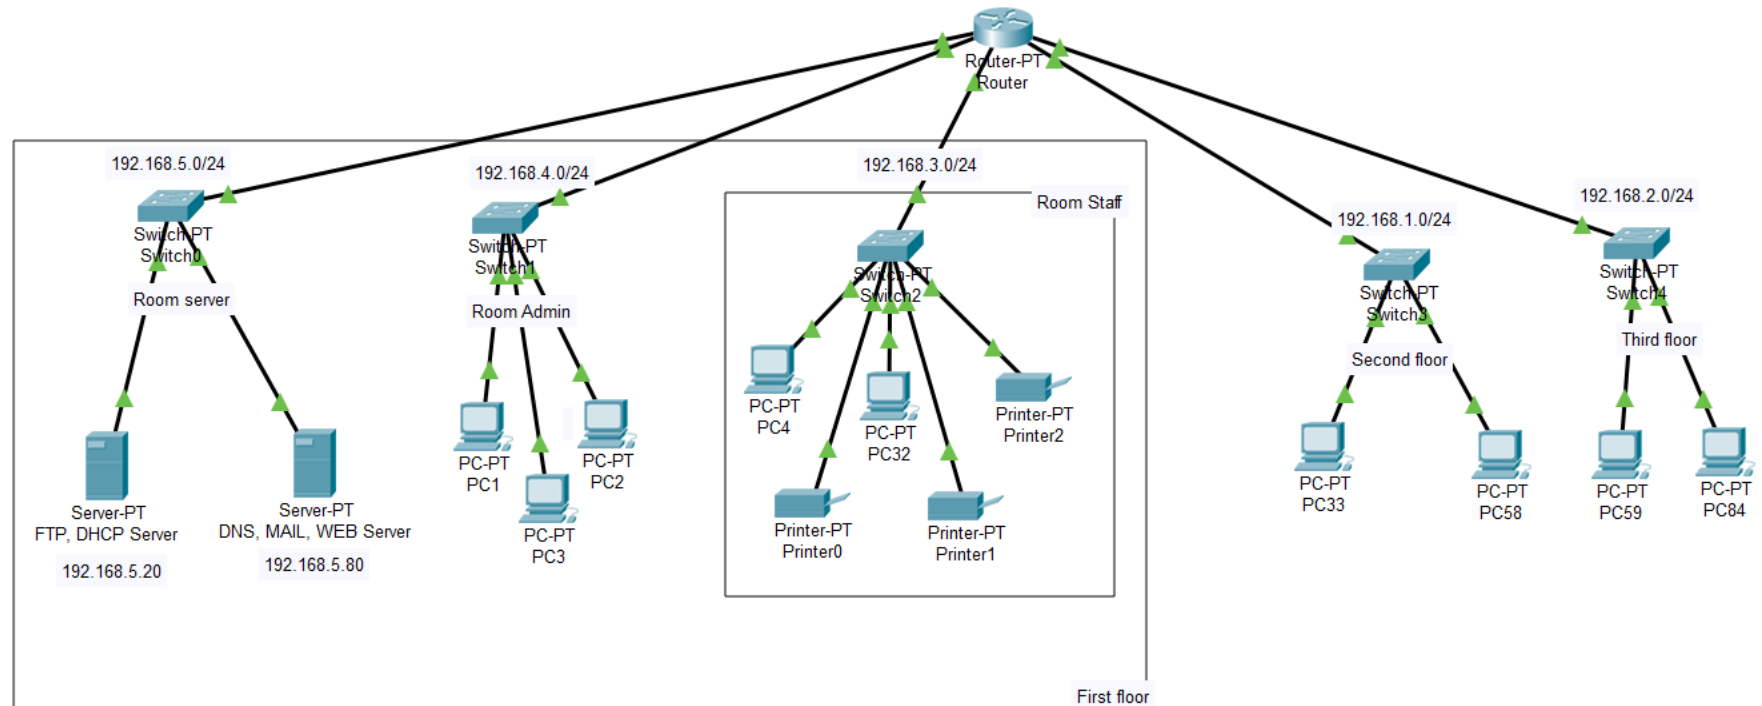 Router-PT
Router
192.168.5.0/24
192.168.4.0/24
192.168.3.0/24
192.168.2.0/24
192.168.1.0/24
Room Staff
Switch-PT
Switch0
Switch-PT
Switch1
Switch-PT
Switch2
Switch-PT
Switch3
Switch-PT
Switch4
Room server
Room Admin
Second floor
Third floor
Server-PT
FTP, DHCP Server
192.168.5.20
Server-PT
DNS, MAIL, WEB Server
192.168.5.80
PC-PT
PC1
PC-PT
PC3
PC-PT
PC2
PC-PT
PC4
PC-PT
PC32
Printer-PT
Printer2
Printer-PT
Printer0
Printer-PT
Printer1
PC-PT
PC33
PC-PT
PC58
PC-PT
PC59
PC-PT
PC84
First floor